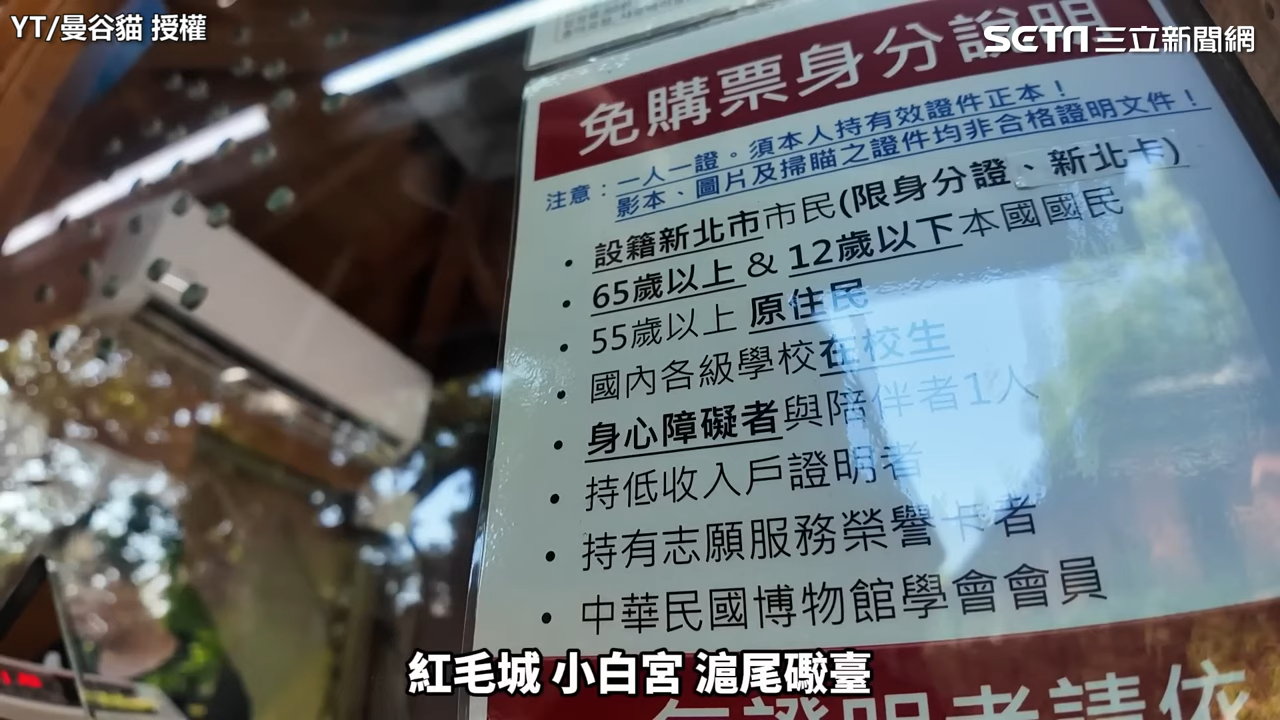 YT/曼谷貓 授權
SETN三立新聞網
免購票身分說明
注意：一人一證。須本人持有效證件正本！
影本、圖片及掃瞄之證件均非合格證明文件！
• 設籍新北市市民(限身分證、新北卡)
• 65歲以上 & 12歲以下本國國民
• 55歲以上 原住民
• 國內各級學校在校生
• 身心障礙者與陪伴者1人
• 持低收入戶證明者
• 持有志願服務榮譽卡者
• 中華民國博物館學會會員
證明者請依
紅毛城 小白宮 滬尾礮臺